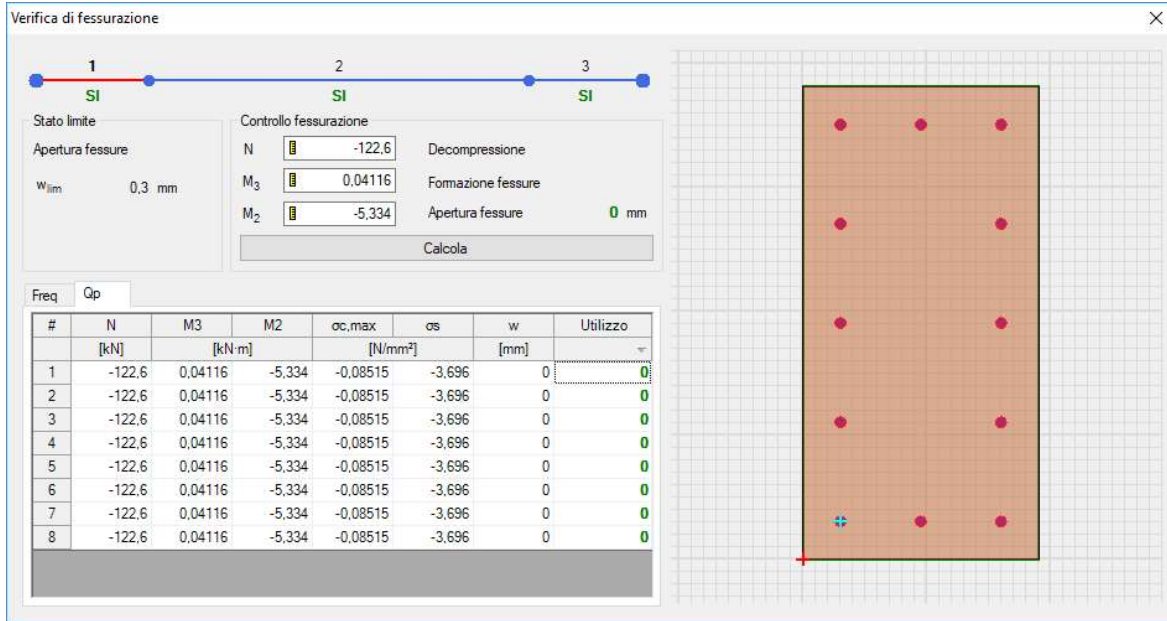 Verifica di fessurazione
1 2 3
SI SI SI
Stato limite
Apertura fessure
wlim 0,3 mm
Controllo fessurazione
N -122,6 Decompressione
M3 0,04116 Formazione fessure
M2 -5,334 Apertura fessure 0 mm
Calcola
Freq Qp
# N M3 M2 σc,max σs w Utilizzo
[kN] [kN·m] [N/mm²] [mm]
1 -122,6 0,04116 -5,334 -0,08515 -3,696 0 0
2 -122,6 0,04116 -5,334 -0,08515 -3,696 0 0
3 -122,6 0,04116 -5,334 -0,08515 -3,696 0 0
4 -122,6 0,04116 -5,334 -0,08515 -3,696 0 0
5 -122,6 0,04116 -5,334 -0,08515 -3,696 0 0
6 -122,6 0,04116 -5,334 -0,08515 -3,696 0 0
7 -122,6 0,04116 -5,334 -0,08515 -3,696 0 0
8 -122,6 0,04116 -5,334 -0,08515 -3,696 0 0